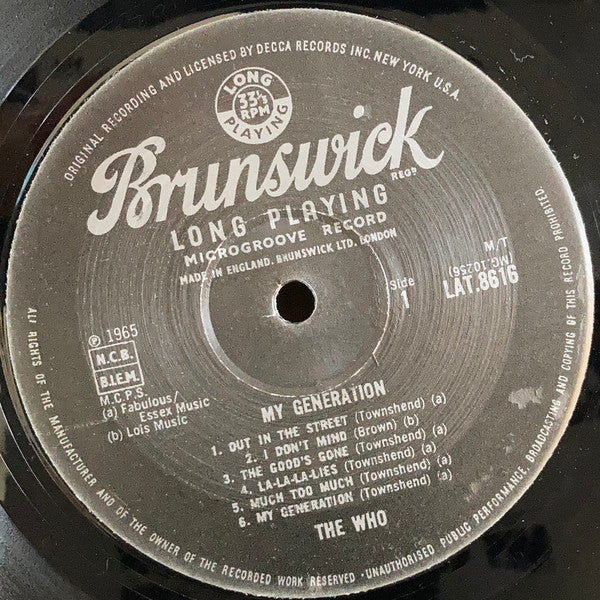 ORIGINAL RECORDING AND LICENSED BY DECCA RECORDS INC. NEW YORK U.S.A.
LONG
33⅓
RPM
PLAYING
Brunswick
REGD
LONG PLAYING
MICROGROOVE RECORD
MADE IN ENGLAND. BRUNSWICK LTD. LONDON
Side
1
T/M
(MG.10256)
LAT.8616
℗ 1965
N.C.B.
B.I.E.M.
M.C.P.S.
(a) Fabulous/
Essex Music
(b) Lois Music
MY GENERATION
1. OUT IN THE STREET (Townshend) (a)
2. I DON'T MIND (Brown) (b)
3. THE GOOD'S GONE (Townshend) (a)
4. LA-LA-LA-LIES (Townshend) (a)
5. MUCH TOO MUCH (Townshend) (a)
6. MY GENERATION (Townshend) (a)
THE WHO
ALL RIGHTS OF THE MANUFACTURER AND OF THE OWNER OF THE RECORDED WORK RESERVED · UNAUTHORISED PUBLIC PERFORMANCE, BROADCASTING AND COPYING OF THIS RECORD PROHIBITED.